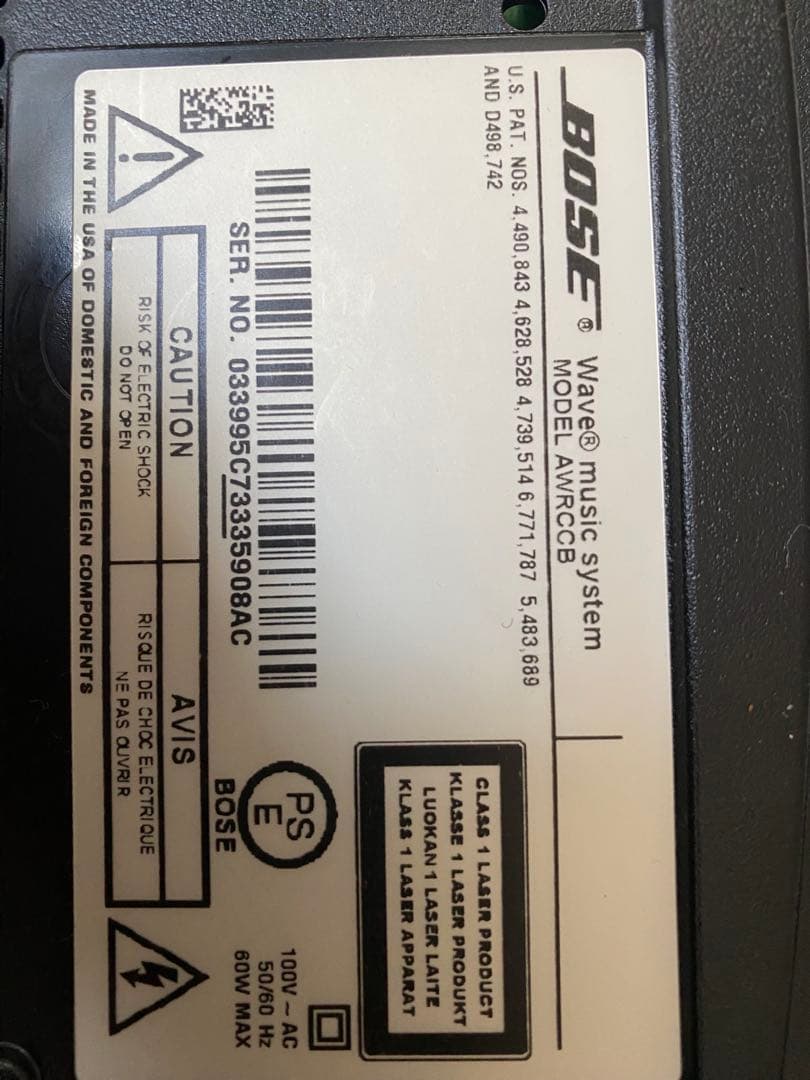 BOSE® Wave® music system
MODEL AWRCCB
U.S. PAT. NOS. 4,490,843 4,628,528 4,739,514 6,771,787 5,483,689
AND D498,742
CLASS 1 LASER PRODUCT
KLASSE 1 LASER PRODUKT
LUOKAN 1 LASER LAITE
KLASS 1 LASER APPARAT
SER. NO. 033995C73335908AC
PS
E
BOSE
100V ~ AC
50/60 Hz
60W MAX
CAUTION
RISK OF ELECTRIC SHOCK
DO NOT OPEN
AVIS
RISQUE DE CHOC ELECTRIQUE
NE PAS OUVRIR
MADE IN THE USA OF DOMESTIC AND FOREIGN COMPONENTS